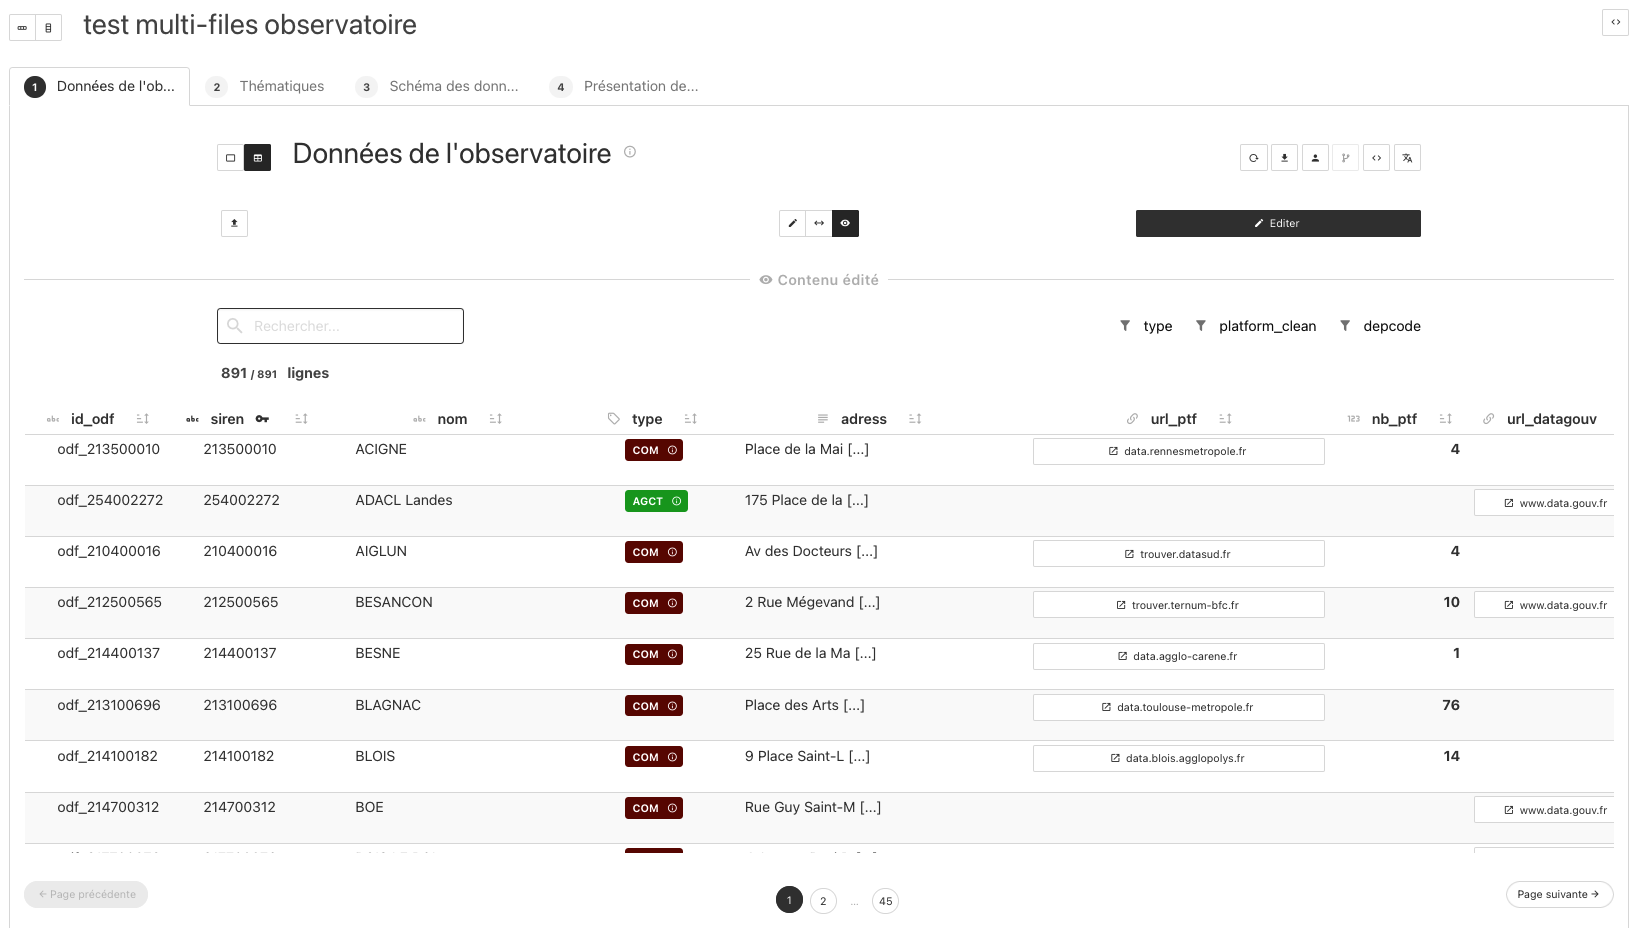 test multi-files observatoire
1 Données de l'ob... 2 Thématiques 3 Schéma des donn... 4 Présentation de...
Données de l'observatoire
Editer
Contenu édité
Rechercher...
type platform_clean depcode
891 / 891 lignes
abc id_odf abc siren abc nom type adress url_ptf 123 nb_ptf url_datagouv
odf_213500010 213500010 ACIGNE COM Place de la Mai [...] data.rennesmetropole.fr 4
odf_254002272 254002272 ADACL Landes AGCT 175 Place de la [...] www.data.gouv.fr
odf_210400016 210400016 AIGLUN COM Av des Docteurs [...] trouver.datasud.fr 4
odf_212500565 212500565 BESANCON COM 2 Rue Mégevand [...] trouver.ternum-bfc.fr 10 www.data.gouv.fr
odf_214400137 214400137 BESNE COM 25 Rue de la Ma [...] data.agglo-carene.fr 1
odf_213100696 213100696 BLAGNAC COM Place des Arts [...] data.toulouse-metropole.fr 76
odf_214100182 214100182 BLOIS COM 9 Place Saint-L [...] data.blois.agglopolys.fr 14
odf_214700312 214700312 BOE COM Rue Guy Saint-M [...] www.data.gouv.fr
← Page précédente 1 2 ... 45 Page suivante →